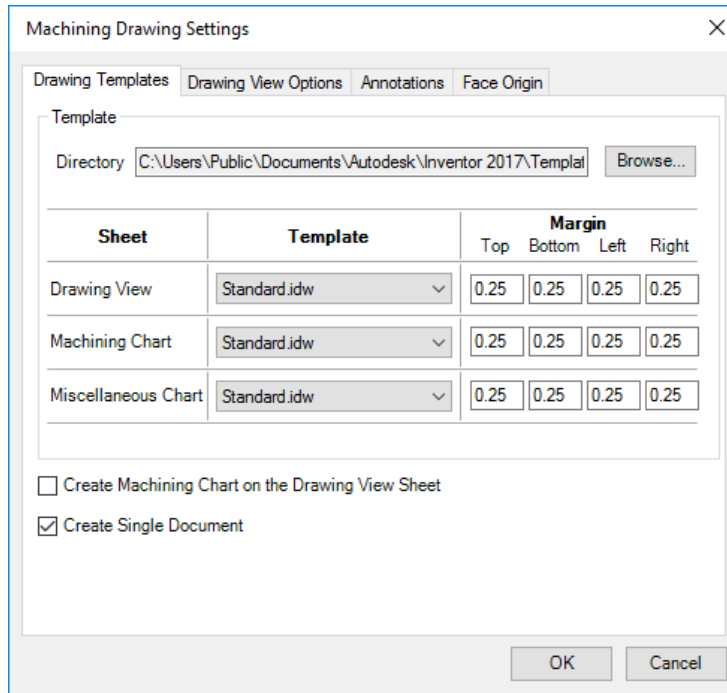 Machining Drawing Settings
Drawing Templates Drawing View Options Annotations Face Origin
Template
Directory C:\Users\Public\Documents\Autodesk\Inventor 2017\Templat Browse...
Margin
Sheet Template Top Bottom Left Right
Drawing View Standard.idw 0.25 0.25 0.25 0.25
Machining Chart Standard.idw 0.25 0.25 0.25 0.25
Miscellaneous Chart Standard.idw 0.25 0.25 0.25 0.25
Create Machining Chart on the Drawing View Sheet
Create Single Document
OK Cancel